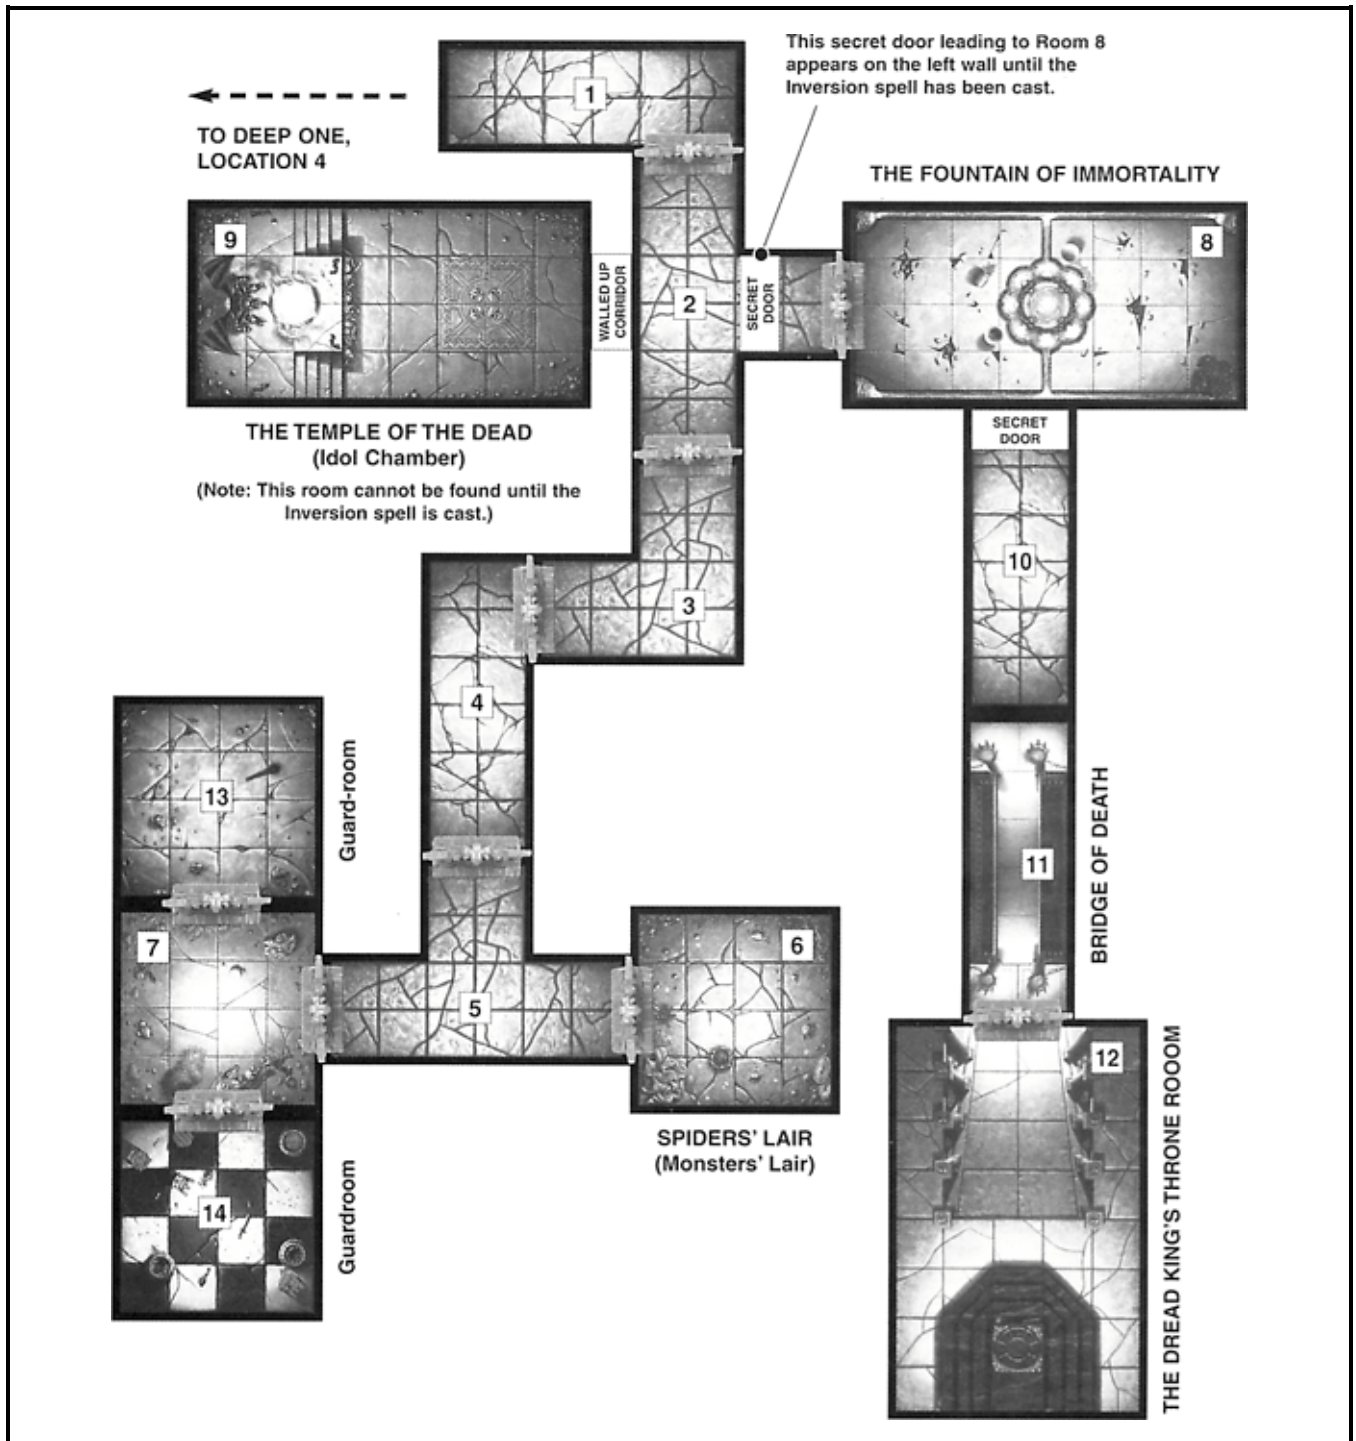 This secret door leading to Room 8
appears on the left wall until the
Inversion spell has been cast.
1
TO DEEP ONE,
LOCATION 4
THE FOUNTAIN OF IMMORTALITY
9
8
WALLED UP
CORRIDOR
2
SECRET
DOOR
THE TEMPLE OF THE DEAD
(Idol Chamber)
(Note: This room cannot be found until the
Inversion spell is cast.)
SECRET
DOOR
10
3
4
13
Guard-room
11
BRIDGE OF DEATH
7
5
6
SPIDERS' LAIR
(Monsters' Lair)
12
THE DREAD KING'S THRONE ROOOM
14
Guardroom